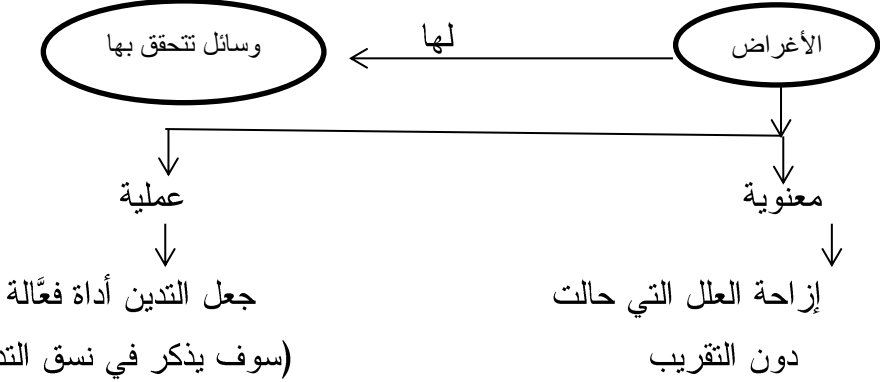 الأغراض
لها
وسائل تتحقق بها
معنوية
عملية
إزاحة العلل التي حالت
دون التقريب
جعل التدين أداة فعَّالة
(سوف يذكر في نسق